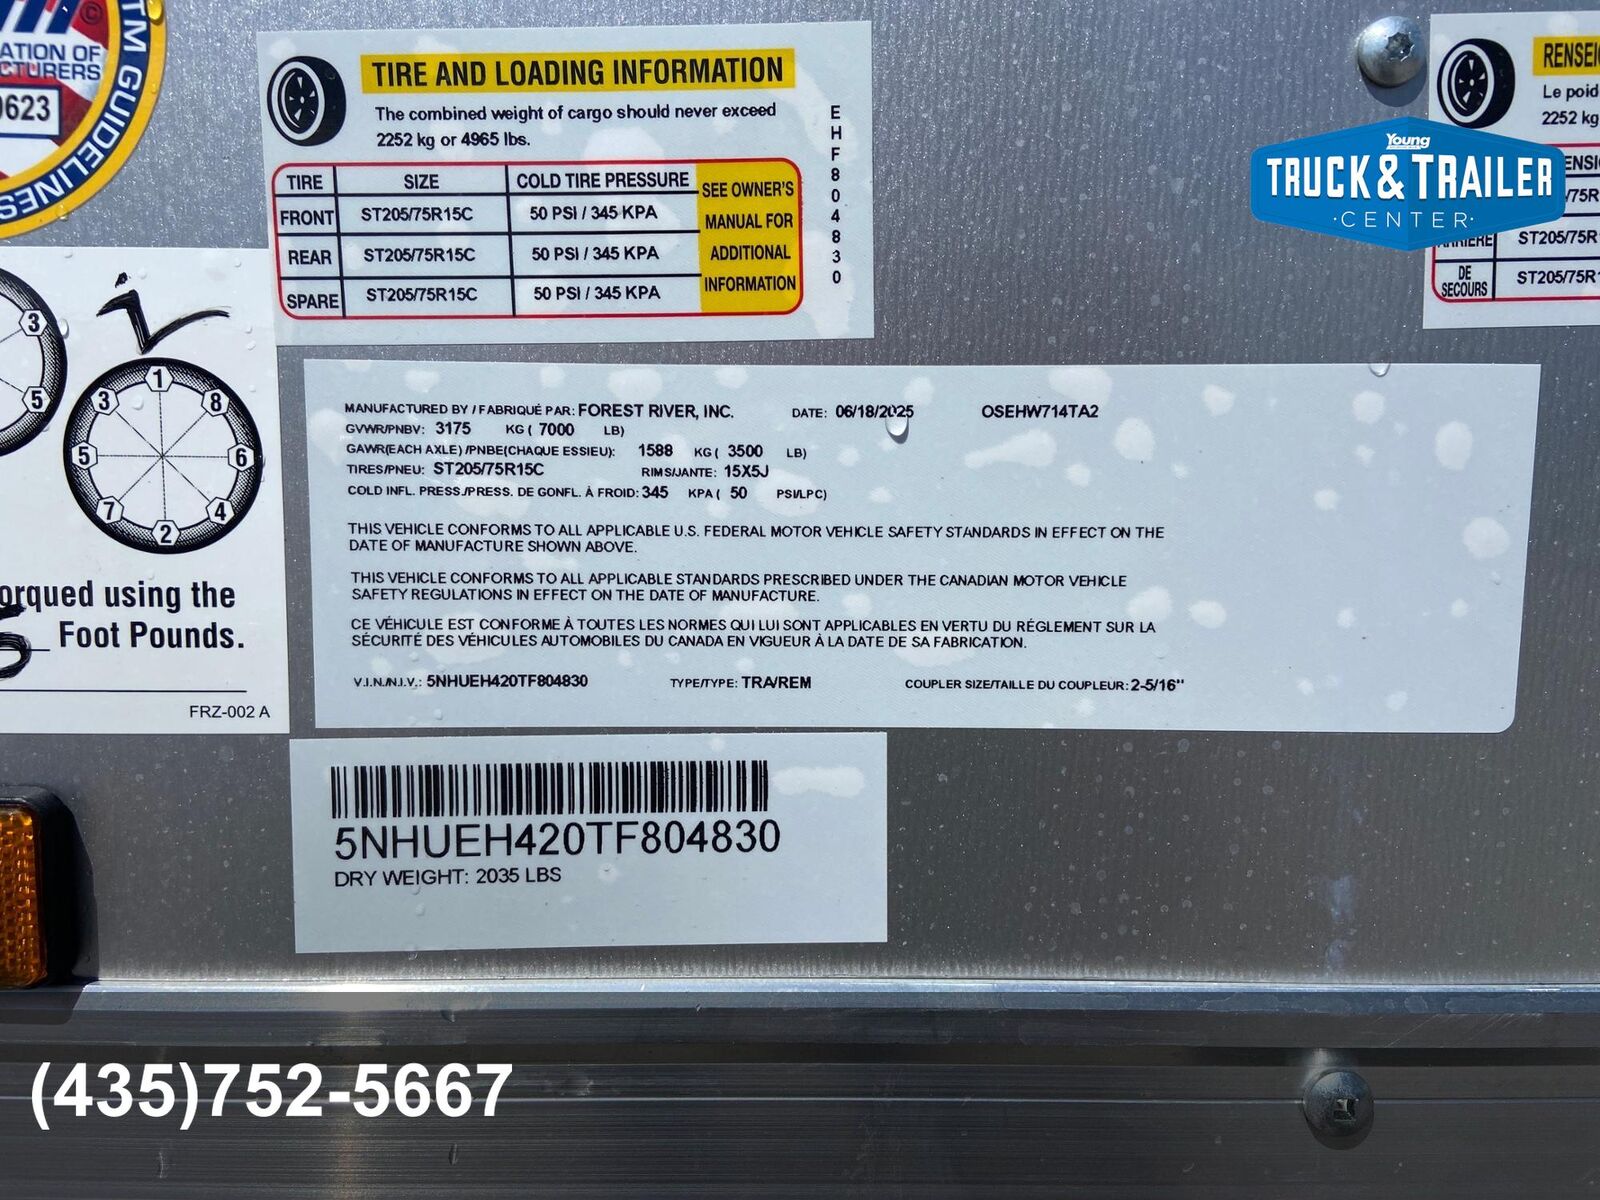 TM GUIDELINES
ATION OF
CTURERS
0623
TIRE AND LOADING INFORMATION
The combined weight of cargo should never exceed
2252 kg or 4965 lbs.
TIRE SIZE COLD TIRE PRESSURE SEE OWNER'S MANUAL FOR ADDITIONAL INFORMATION
FRONT ST205/75R15C 50 PSI / 345 KPA
REAR ST205/75R15C 50 PSI / 345 KPA
SPARE ST205/75R15C 50 PSI / 345 KPA
EHF804830
RENSEI
Le poid
2252 kg
ENSI
/75R
ARRIÈRE ST205/75R1
DE SECOURS ST205/75R1
Young
TRUCK & TRAILER
·CENTER·
3
5
1
3 8
5 6
7 4
2
orqued using the
5 Foot Pounds.
FRZ-002 A
MANUFACTURED BY / FABRIQUÉ PAR: FOREST RIVER, INC. DATE: 06/18/2025 OSEHW714TA2
GVWR/PNBV: 3175 KG ( 7000 LB)
GAWR(EACH AXLE) /PNBE(CHAQUE ESSIEU): 1588 KG ( 3500 LB)
TIRES/PNEU: ST205/75R15C RIMS/JANTE: 15X5J
COLD INFL. PRESS./PRESS. DE GONFL. À FROID: 345 KPA ( 50 PSI/LPC)
THIS VEHICLE CONFORMS TO ALL APPLICABLE U.S. FEDERAL MOTOR VEHICLE SAFETY STANDARDS IN EFFECT ON THE
DATE OF MANUFACTURE SHOWN ABOVE.
THIS VEHICLE CONFORMS TO ALL APPLICABLE STANDARDS PRESCRIBED UNDER THE CANADIAN MOTOR VEHICLE
SAFETY REGULATIONS IN EFFECT ON THE DATE OF MANUFACTURE.
CE VÉHICULE EST CONFORME À TOUTES LES NORMES QUI LUI SONT APPLICABLES EN VERTU DU RÉGLEMENT SUR LA
SÉCURITÉ DES VÉHICULES AUTOMOBILES DU CANADA EN VIGUEUR À LA DATE DE SA FABRICATION.
V.I.N./N.I.V.: 5NHUEH420TF804830 TYPE/TYPE: TRA/REM COUPLER SIZE/TAILLE DU COUPLEUR: 2-5/16"
5NHUEH420TF804830
DRY WEIGHT: 2035 LBS
(435)752-5667